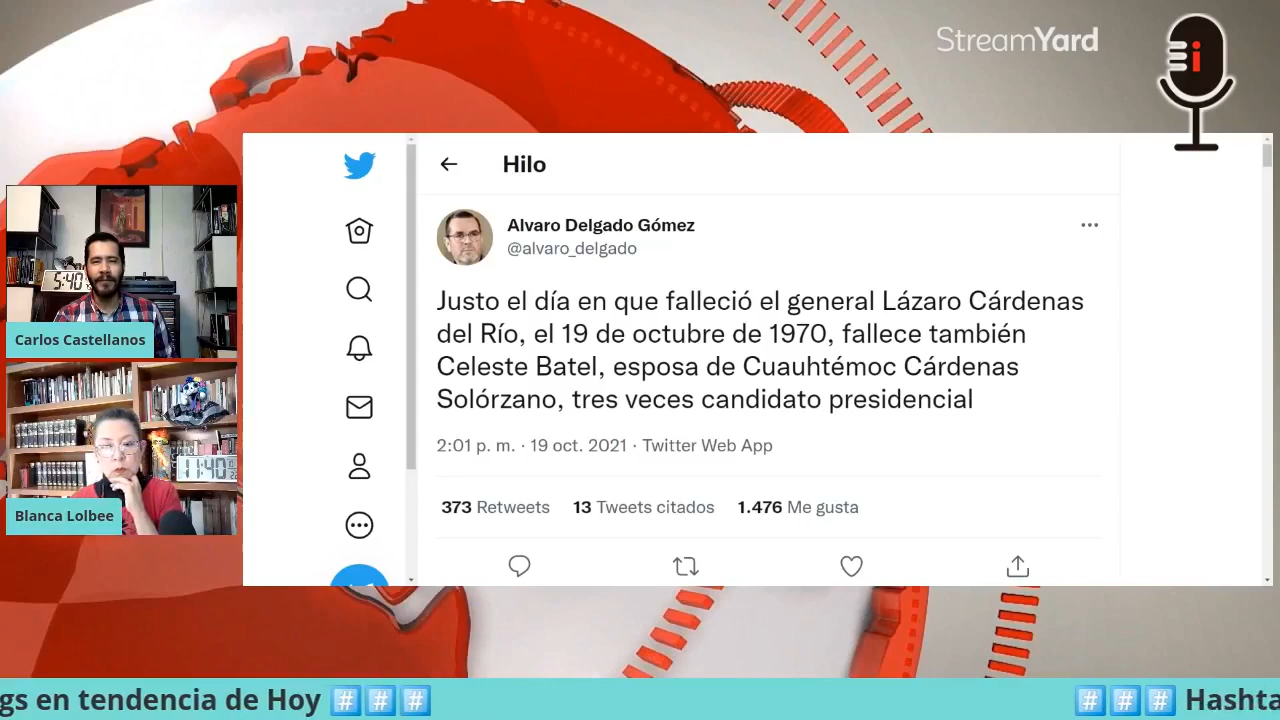 StreamYard
i
Hilo
Alvaro Delgado Gómez
@alvaro_delgado
Justo el día en que falleció el general Lázaro Cárdenas
del Río, el 19 de octubre de 1970, fallece también
Celeste Batel, esposa de Cuauhtémoc Cárdenas
Solórzano, tres veces candidato presidencial
2:01 p. m. · 19 oct. 2021 · Twitter Web App
373 Retweets 13 Tweets citados 1.476 Me gusta
5:40
Carlos Castellanos
11:40
Blanca Lolbee
gs en tendencia de Hoy #️⃣#️⃣#️⃣ #️⃣#️⃣#️⃣ Hashta